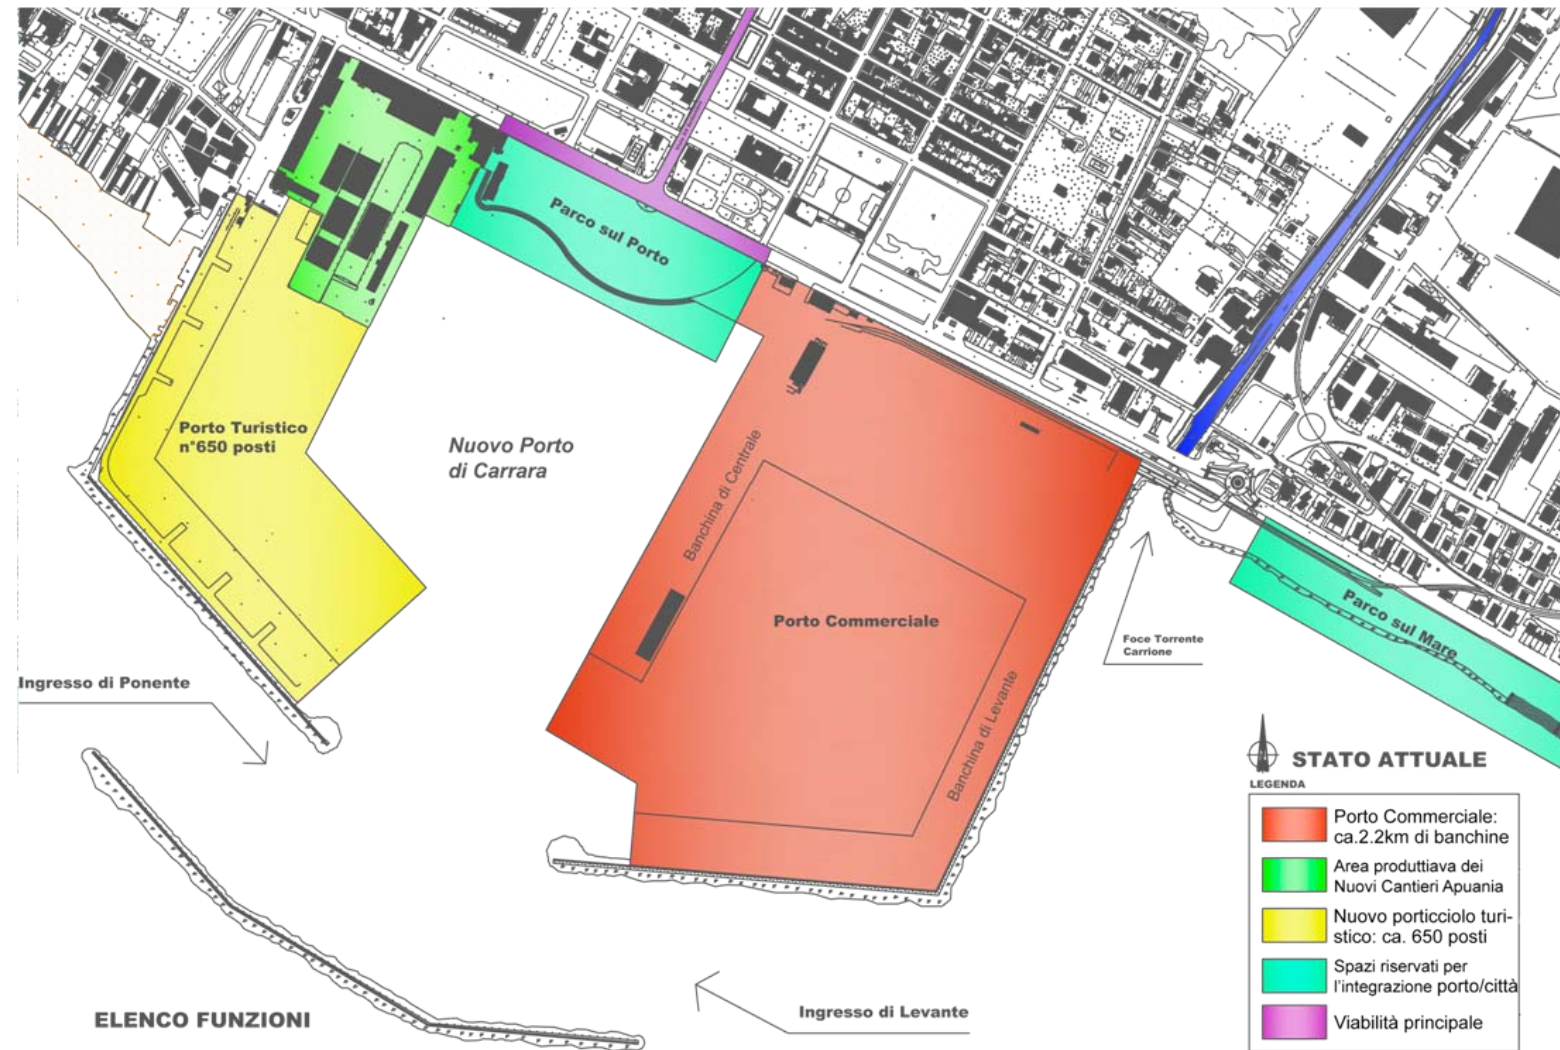 Parco sul Porto
Porto Turistico
n°650 posti
Nuovo Porto
di Carrara
Banchina di Centrale
Porto Commerciale
Banchina di Levante
Foce Torrente
Carrione
Parco sul Mare
Ingresso di Ponente
Ingresso di Levante
ELENCO FUNZIONI
STATO ATTUALE
LEGENDA
Porto Commerciale:
ca.2.2km di banchine
Area produttiava dei
Nuovi Cantieri Apuania
Nuovo porticciolo turi-
stico: ca. 650 posti
Spazi riservati per
l'integrazione porto/città
Viabilità principale